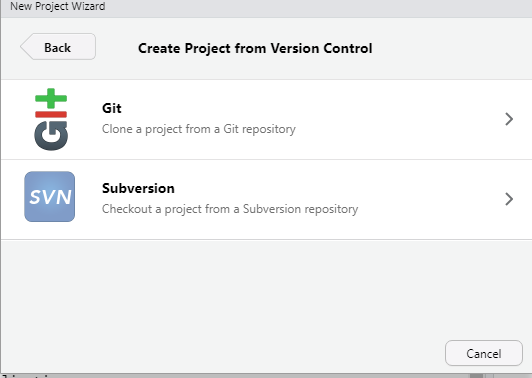 New Project Wizard
Back
Create Project from Version Control
Git
Clone a project from a Git repository
SVN
Subversion
Checkout a project from a Subversion repository
Cancel